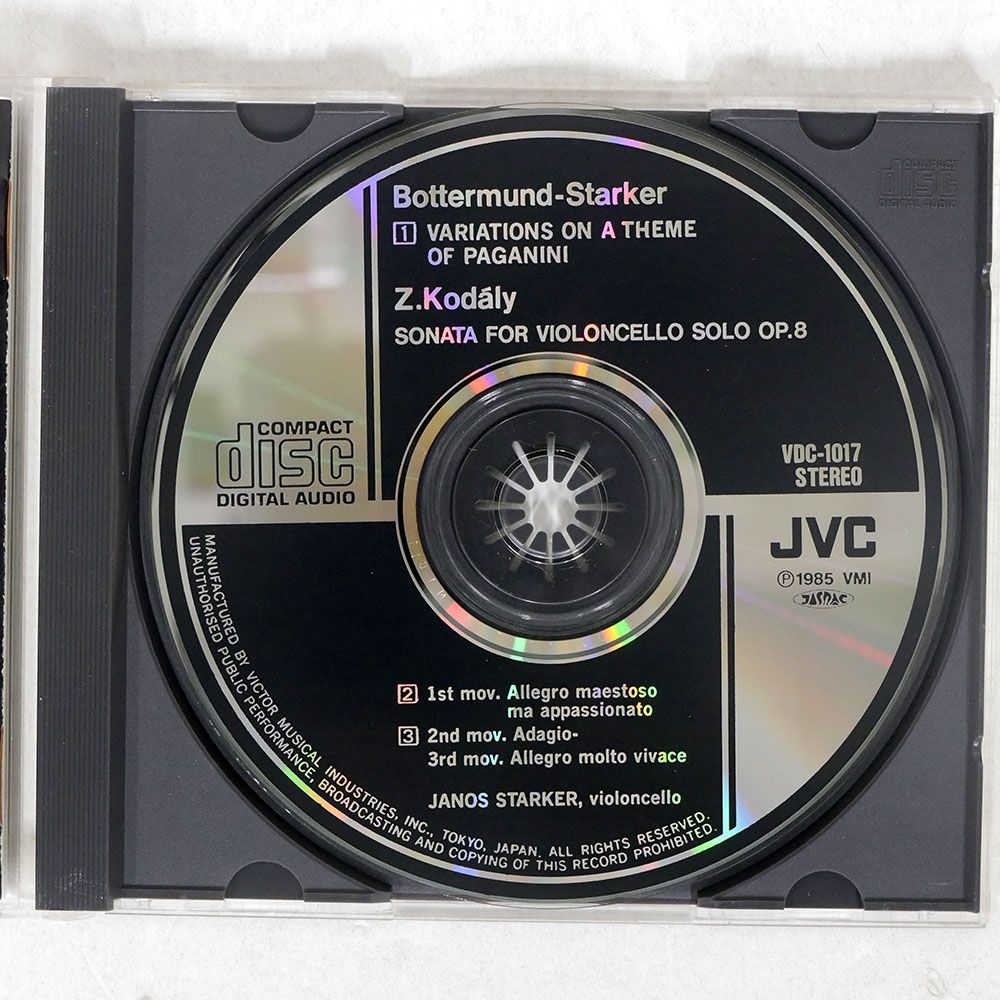 Bottermund-Starker
1 VARIATIONS ON A THEME
OF PAGANINI
Z.Kodály
SONATA FOR VIOLONCELLO SOLO OP.8
COMPACT
disc
DIGITAL AUDIO
VDC-1017
STEREO
JVC
Ⓟ1985 VMI
JASRAC
2 1st mov. Allegro maestoso
ma appassionato
3 2nd mov. Adagio-
3rd mov. Allegro molto vivace
JANOS STARKER, violoncello
MANUFACTURED BY VICTOR MUSICAL INDUSTRIES, INC., TOKYO, JAPAN. ALL RIGHTS RESERVED.
UNAUTHORISED PUBLIC PERFORMANCE, BROADCASTING AND COPYING OF THIS RECORD PROHIBITED.
COMPACT
disc
DIGITAL AUDIO